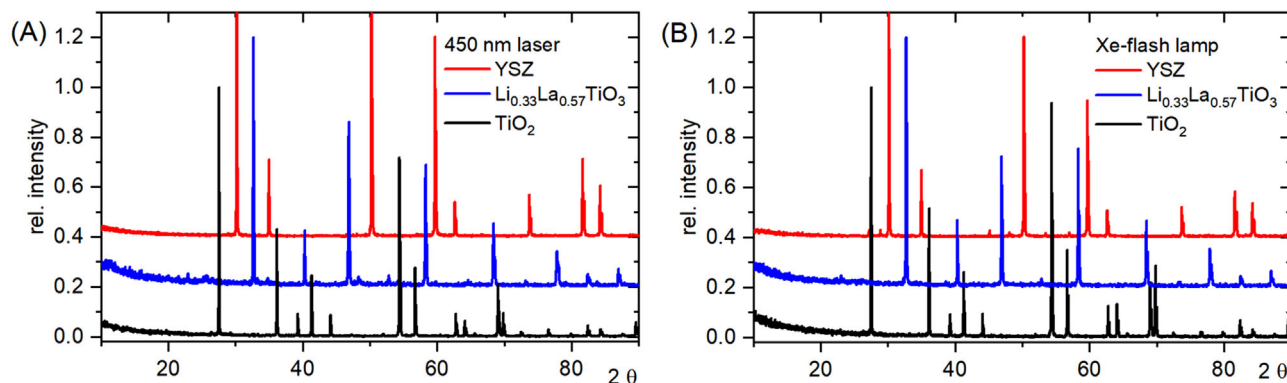 (A)
450 nm laser
YSZ
Li0.33La0.57TiO3
TiO2
rel. intensity
1.2
1.0
0.8
0.6
0.4
0.2
0.0
20
40
60
80
2 θ
(B)
Xe-flash lamp
YSZ
Li0.33La0.57TiO3
TiO2
rel. intensity
1.2
1.0
0.8
0.6
0.4
0.2
0.0
20
40
60
80
2 θ